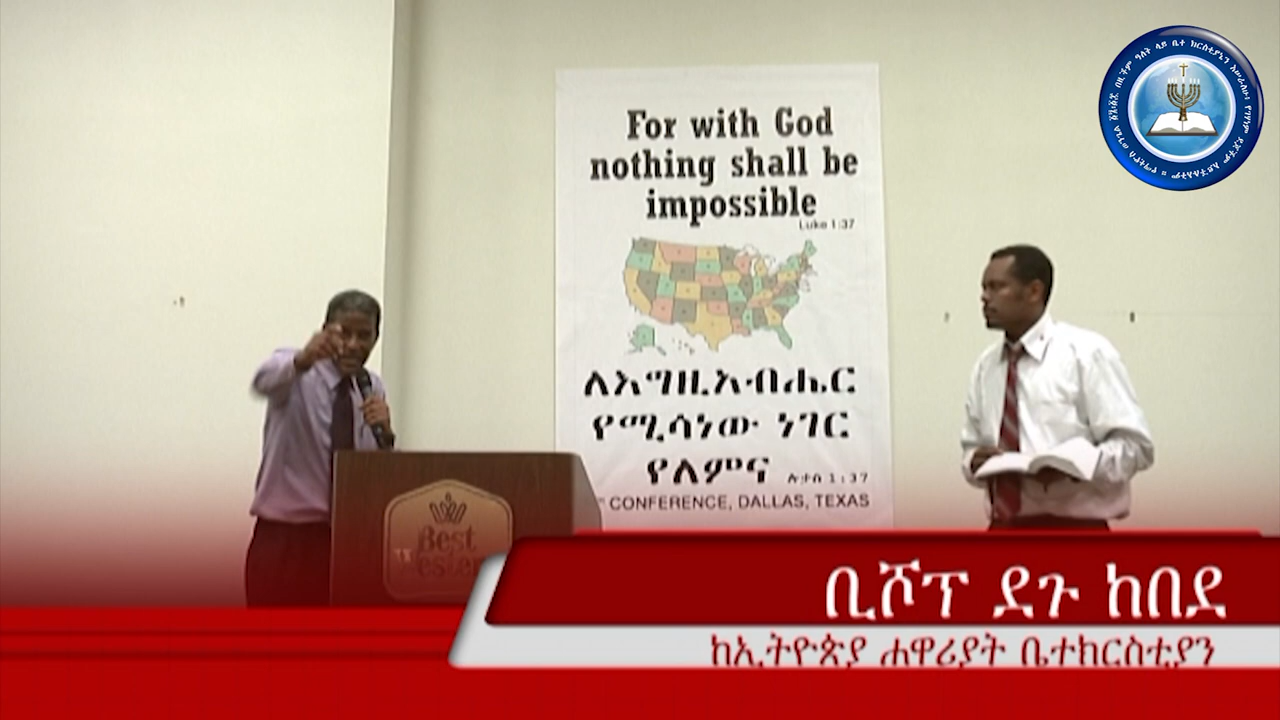 For with God
nothing shall be
impossible
Luke 1:37
ለእግዚአብሔር
የሚሳነው ነገር
የለምና
ሉቃስ 1:37
CONFERENCE, DALLAS, TEXAS
Best
Western
ቢሾፕ ደጉ ከበደ
ከኢትዮጵያ ሐዋሪያት ቤተክርስቲያን